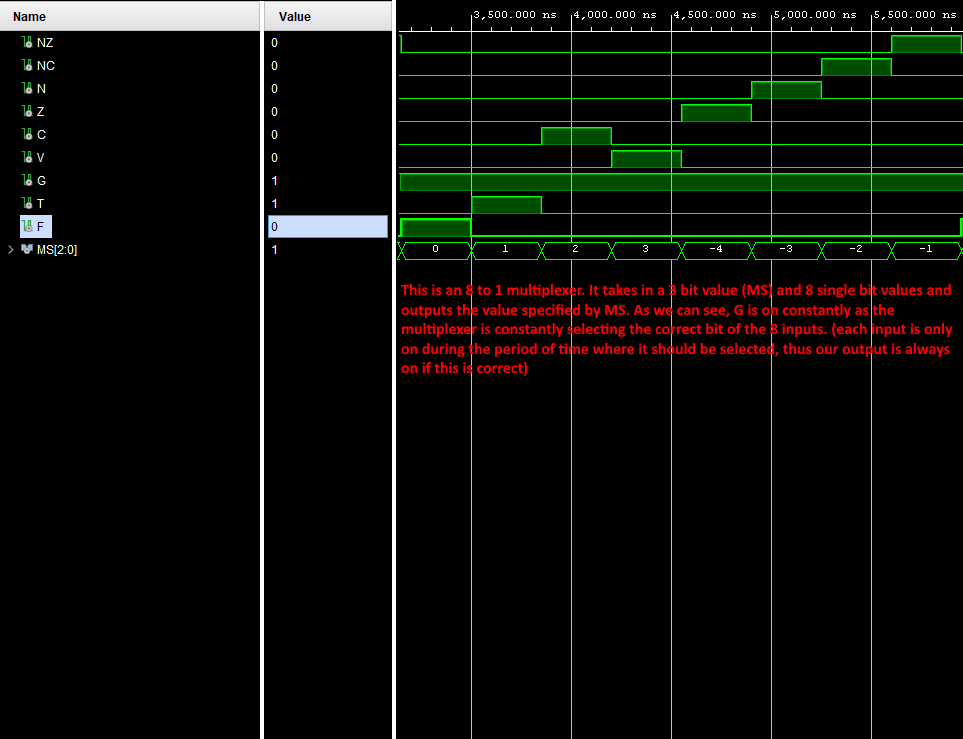 Name Value
3,500.000 ns 4,000.000 ns 4,500.000 ns 5,000.000 ns 5,500.000 ns
NZ 0
NC 0
N 0
Z 0
C 0
V 0
G 1
T 1
F 0
MS[2:0] 1 0 1 2 3 -4 -3 -2 -1
This is an 8 to 1 multiplexer. It takes in a 3 bit value (MS) and 8 single bit values and
outputs the value specified by MS. As we can see, G is on constantly as the
multiplexer is constantly selecting the correct bit of the 8 inputs. (each input is only
on during the period of time where it should be selected, thus our output is always
on if this is correct)